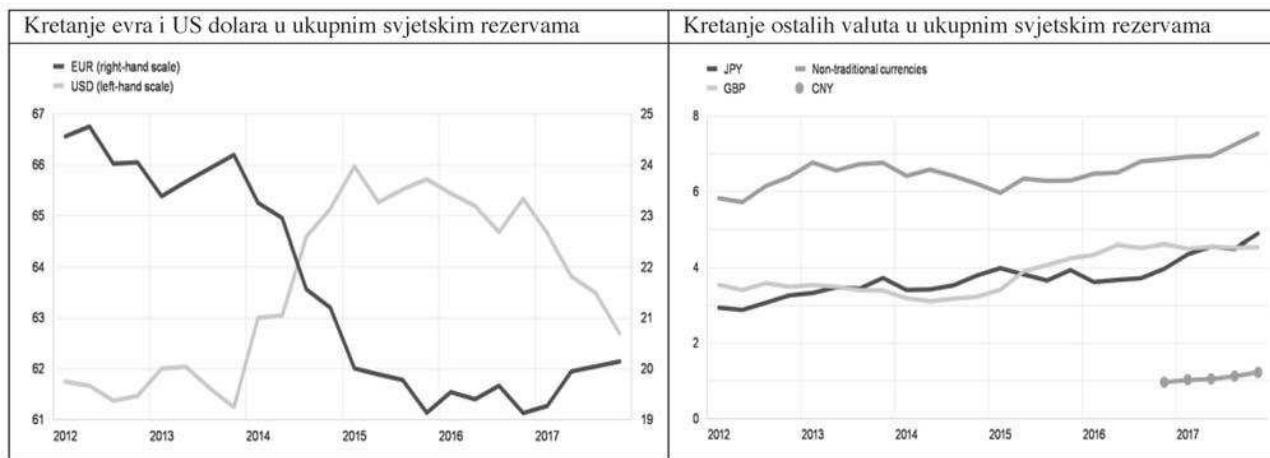 Kretanje evra i US dolara u ukupnim svjetskim rezervama
EUR (right-hand scale)
USD (left-hand scale)
67
66
65
64
63
62
61
25
24
23
22
21
20
19
2012 2013 2014 2015 2016 2017
Kretanje ostalih valuta u ukupnim svjetskim rezervama
JPY Non-traditional currencies
GBP CNY
8
6
4
2
0
2012 2013 2014 2015 2016 2017